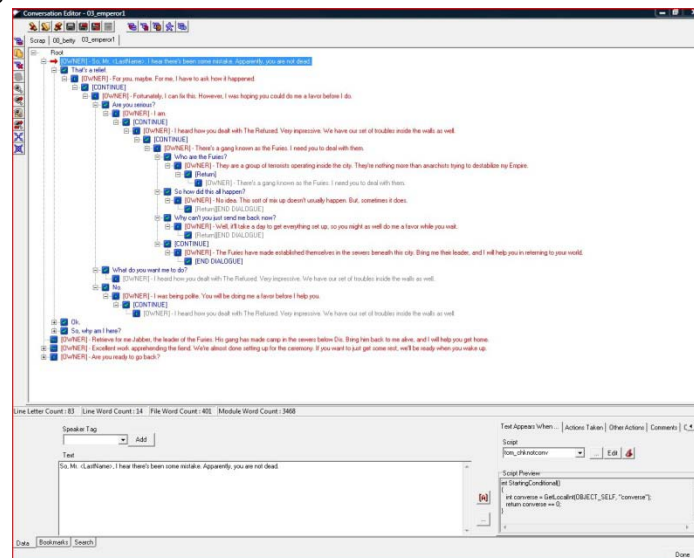 Conversation Editor - 03_emperor1
Scrap 00_betty 03_emperor1
Root
[OWNER] - So, Mr. <LastName>, I hear there's been some mistake. Apparently, you are not dead.
That's a relief.
[OWNER] - For you, maybe. For me, I have to ask how it happened.
[CONTINUE]
[OWNER] - Fortunately, I can fix this. However, I was hoping you could do me a favor before I do.
Are you serious?
[OWNER] - I am.
[CONTINUE]
[OWNER] - I heard how you dealt with The Refused. Very impressive. We have our set of troubles inside the walls as well.
[CONTINUE]
[OWNER] - There's a gang known as the Furies. I need you to deal with them.
Who are the Furies?
[OWNER] - They are a group of terrorists operating inside the city. They're nothing more than anarchists trying to destabilize my Empire.
[Return]
[OWNER] - There's a gang known as the Furies. I need you to deal with them.
So how did this all happen?
[OWNER] - No idea. This sort of mix up doesn't usually happen. But, sometimes it does.
[Return][END DIALOGUE]
Why can't you just send me back now?
[OWNER] - Well, it'll take a day to get everything set up, so you might as well do me a favor while you wait.
[Return][END DIALOGUE]
[CONTINUE]
[OWNER] - The Furies have made established themselves in the sewers beneath this city. Bring me their leader, and I will help you in returning to your world.
[END DIALOGUE]
What do you want me to do?
[OWNER] - I heard how you dealt with The Refused. Very impressive. We have our set of troubles inside the walls as well.
No.
[OWNER] - I was being polite. You will be doing me a favor before I help you.
[CONTINUE]
[OWNER] - I heard how you dealt with The Refused. Very impressive. We have our set of troubles inside the walls as well.
Ok.
So, why am I here?
[OWNER] - Retrieve for me Jabber, the leader of the Furies. His gang has made camp in the sewers below Dis. Bring him back to me alive, and I will help you get home.
[OWNER] - Excellent work apprehending the fiend. We're almost done setting up for the ceremony. If you want to just get some rest, we'll be ready when you wake up.
[OWNER] - Are you ready to go back?
Line Letter Count: 83 Line Word Count: 14 File Word Count: 401 Module Word Count: 3468
Speaker Tag
Add
Text
So, Mr. <LastName>, I hear there's been some mistake. Apparently, you are not dead.
[A]
...
Text Appears When ... Actions Taken Other Actions Comments C
Script
tom_chknotconv ... Edit
Script Preview
int StartingConditional()
{
int converse = GetLocalInt(OBJECT_SELF, "converse");
return converse == 0;
}
Data Bookmarks Search
Done